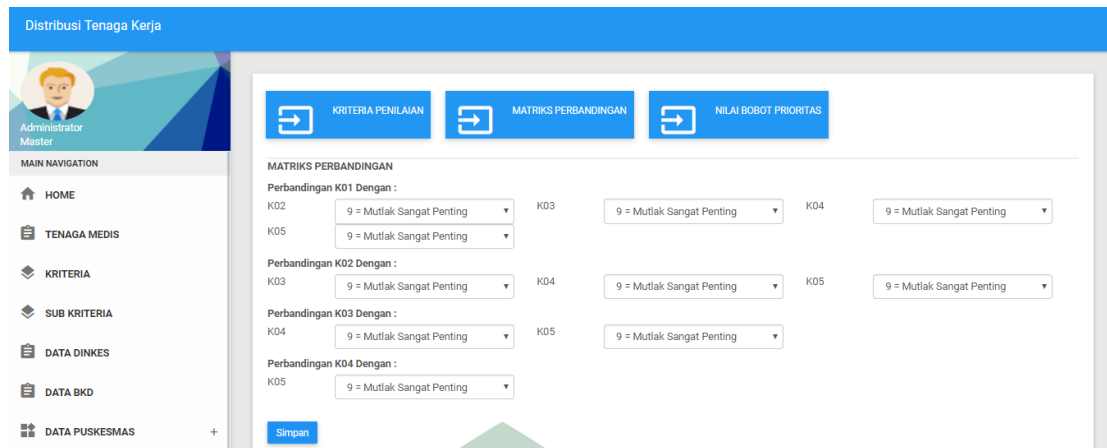 Distribusi Tenaga Kerja
Administrator
Master
MAIN NAVIGATION
HOME
TENAGA MEDIS
KRITERIA
SUB KRITERIA
DATA DINKES
DATA BKD
DATA PUSKESMAS +
KRITERIA PENILAIAN MATRIKS PERBANDINGAN NILAI BOBOT PRIORITAS
MATRIKS PERBANDINGAN
Perbandingan K01 Dengan :
K02 9 = Mutlak Sangat Penting K03 9 = Mutlak Sangat Penting K04 9 = Mutlak Sangat Penting
K05 9 = Mutlak Sangat Penting
Perbandingan K02 Dengan :
K03 9 = Mutlak Sangat Penting K04 9 = Mutlak Sangat Penting K05 9 = Mutlak Sangat Penting
Perbandingan K03 Dengan :
K04 9 = Mutlak Sangat Penting K05 9 = Mutlak Sangat Penting
Perbandingan K04 Dengan :
K05 9 = Mutlak Sangat Penting
Simpan